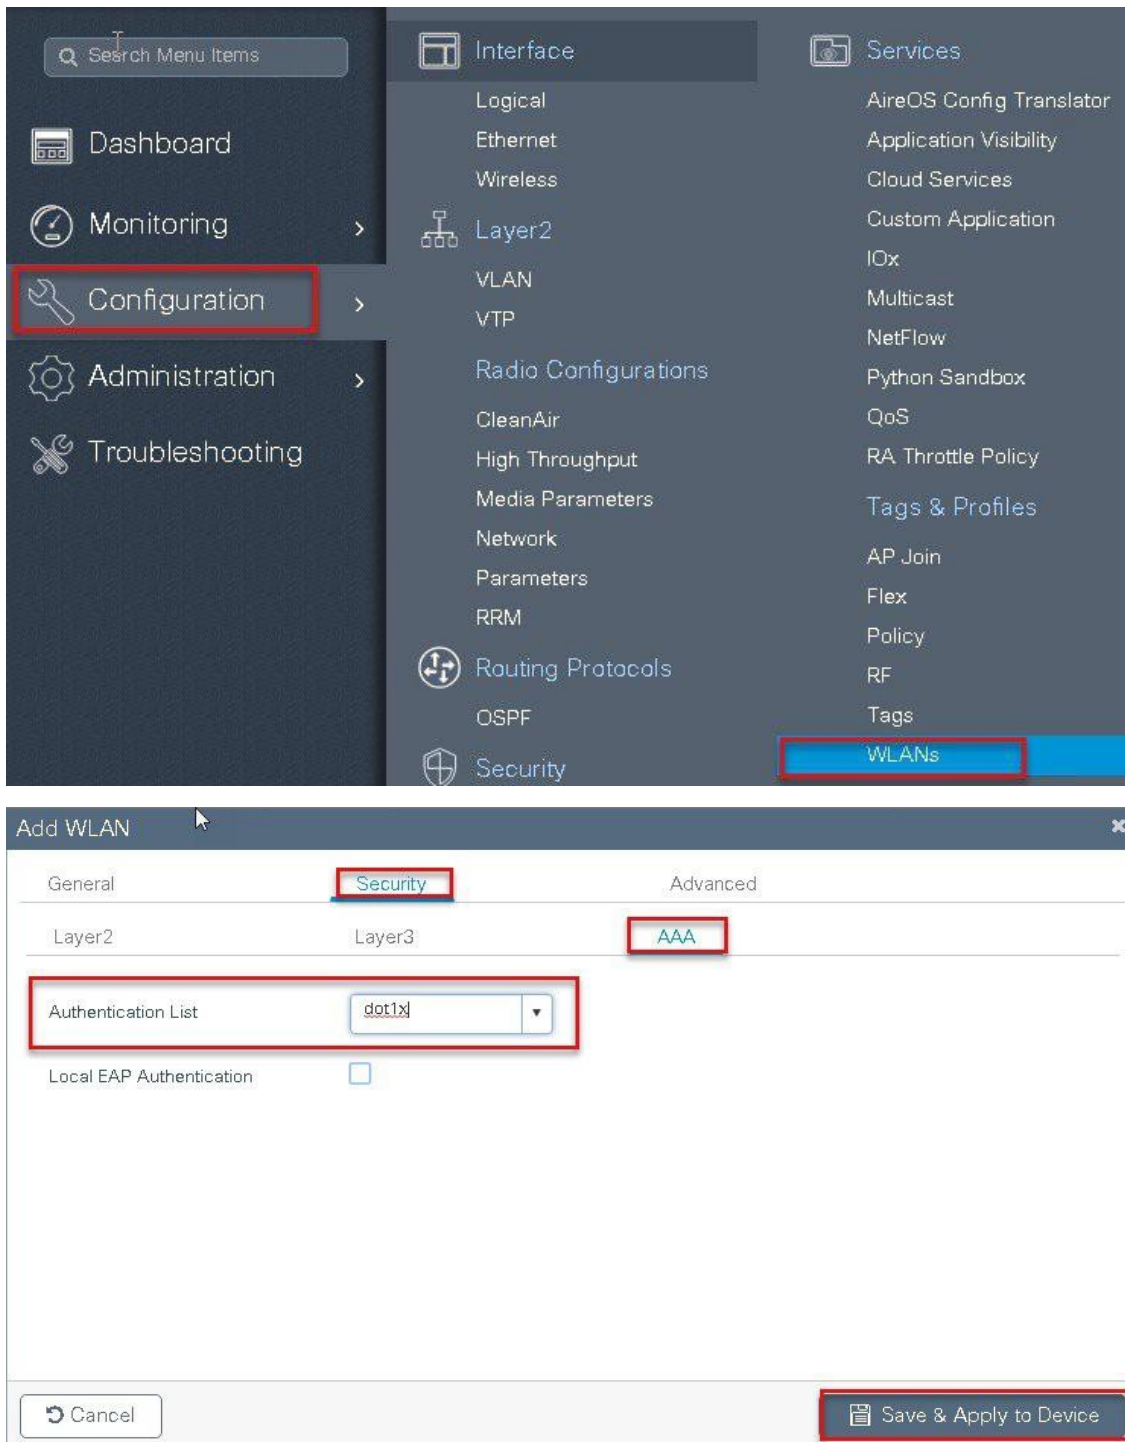 Search Menu Items
Dashboard
Monitoring
Configuration
Administration
Troubleshooting
Interface
Logical
Ethernet
Wireless
Layer2
VLAN
VTP
Radio Configurations
CleanAir
High Throughput
Media Parameters
Network
Parameters
RRM
Routing Protocols
OSPF
Security
Services
AireOS Config Translator
Application Visibility
Cloud Services
Custom Application
IOx
Multicast
NetFlow
Python Sandbox
QoS
RA Throttle Policy
Tags & Profiles
AP Join
Flex
Policy
RF
Tags
WLANs
Add WLAN
General Security Advanced
Layer2 Layer3 AAA
Authentication List dot1x
Local EAP Authentication
Cancel Save & Apply to Device